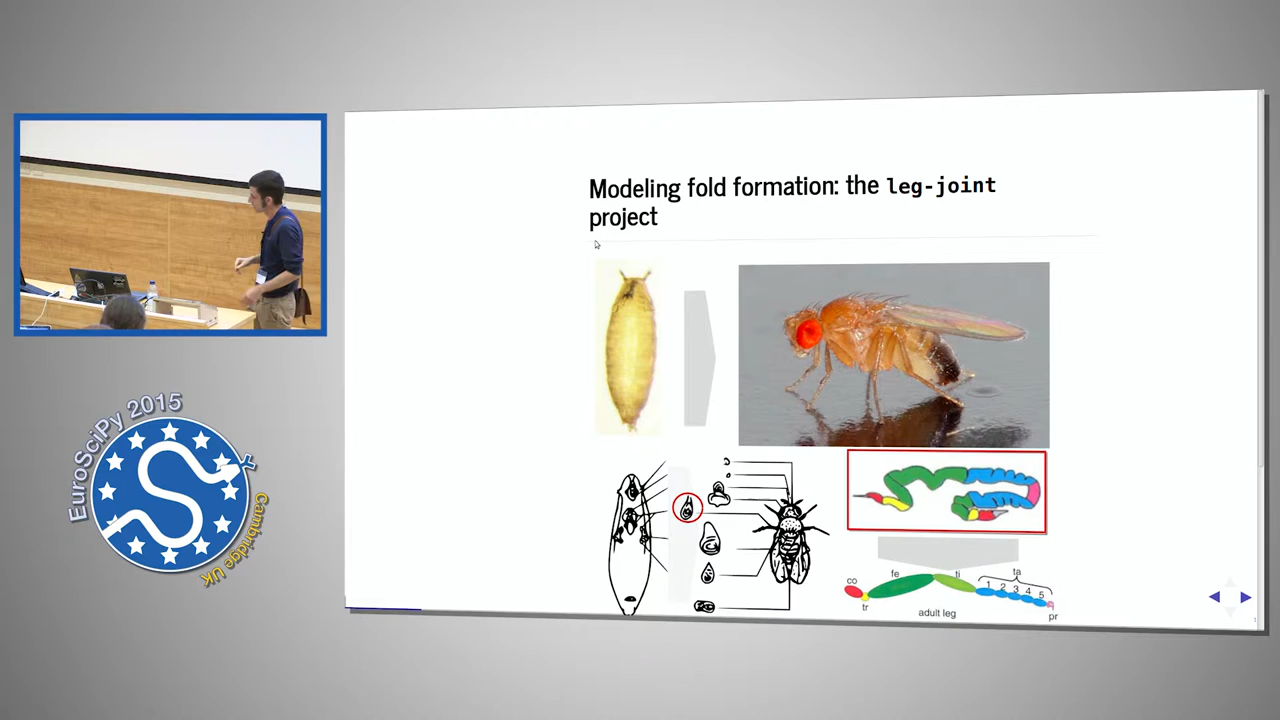 Modeling fold formation: the leg-joint
project
co
fe
ti
ta
1 2 3 4 5
tr
adult leg
pr
EuroSciPy 2015
Cambridge UK